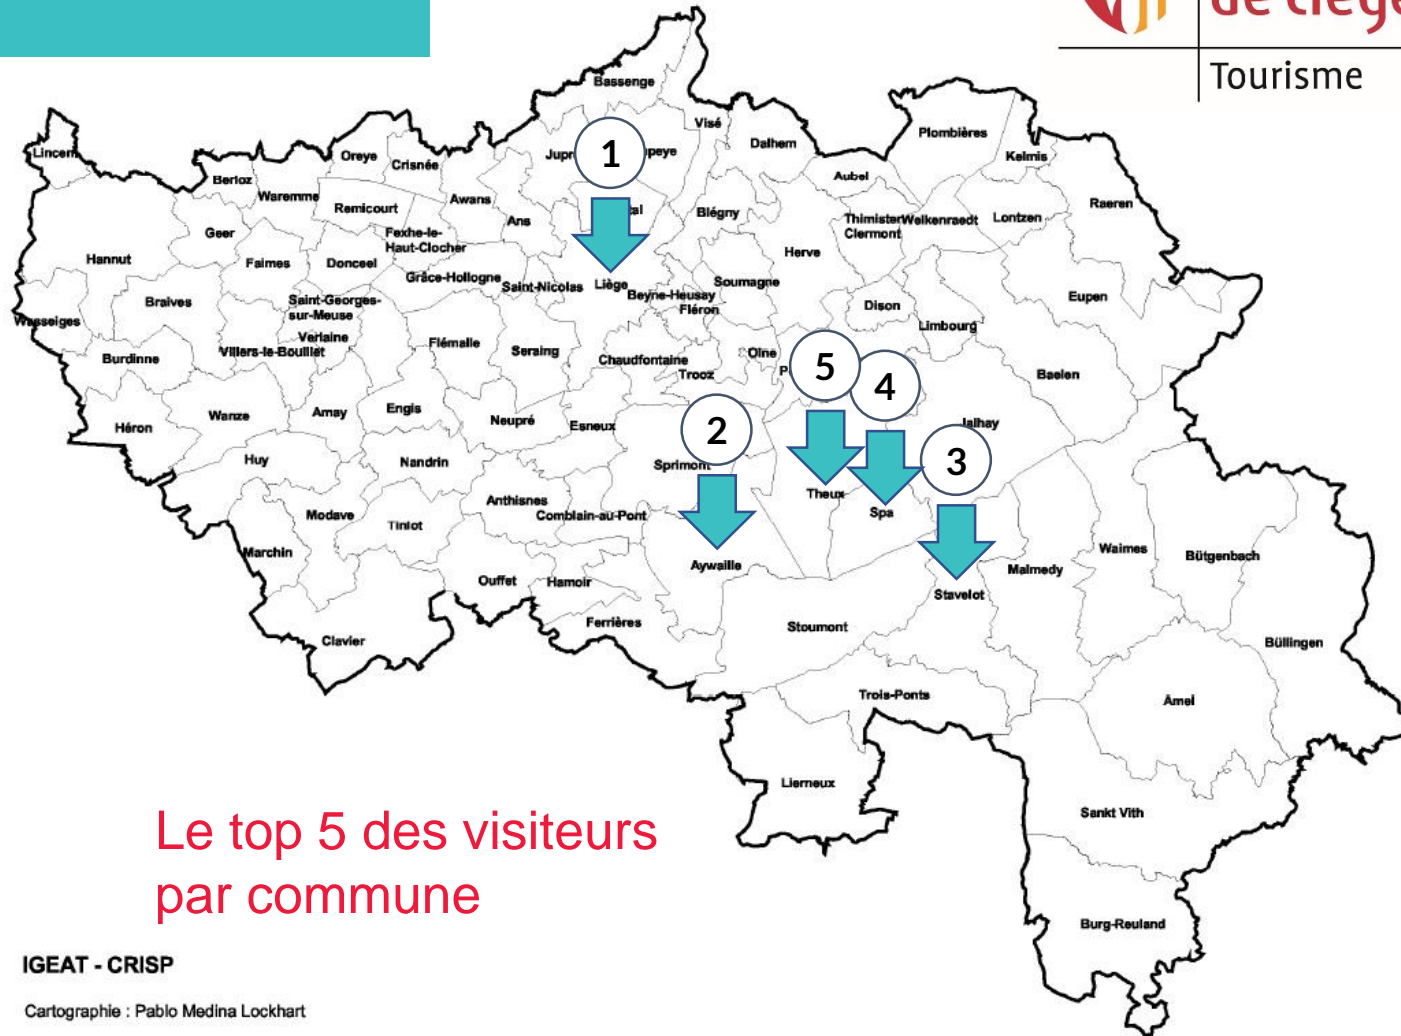 de Liège
Tourisme
Bassenge
Visé
Dalhem
Plombières
Kelmis
Lincent
Oreye
Crisnée
1
Aubel
Berloz
Waremme
Remicourt
Awans
Ans
Blégny
Thimister
Clermont
Welkenraedt
Lontzen
Raeren
Geer
Fexhe-le-
Haut-Clocher
Herve
Hannut
Faimes
Donceel
Grâce-Hollogne
Saint-Nicolas
Liège
Beyne-Heusay
Fléron
Soumagne
Braives
Saint-Georges-
sur-Meuse
Dison
Eupen
Wasseiges
Verlaine
Limbourg
Burdinne
Villers-le-Bouillet
Flémalle
Seraing
Chaudfontaine
Olne
Trooz
5
4
Baelen
Héron
Wanze
Amay
Engis
Neupré
Esneux
2
Jalhay
3
Huy
Nandrin
Sprimont
Theux
Spa
Modave
Tinlot
Anthisnes
Comblain-au-Pont
Marchin
Aywaille
Malmedy
Waimes
Bütgenbach
Ouffet
Hamoir
Stavelot
Clavier
Ferrières
Stoumont
Büllingen
Trois-Ponts
Amel
Lierneux
Sankt Vith
Le top 5 des visiteurs
par commune
Burg-Reuland
IGEAT - CRISP
Cartographie : Pablo Medina Lockhart